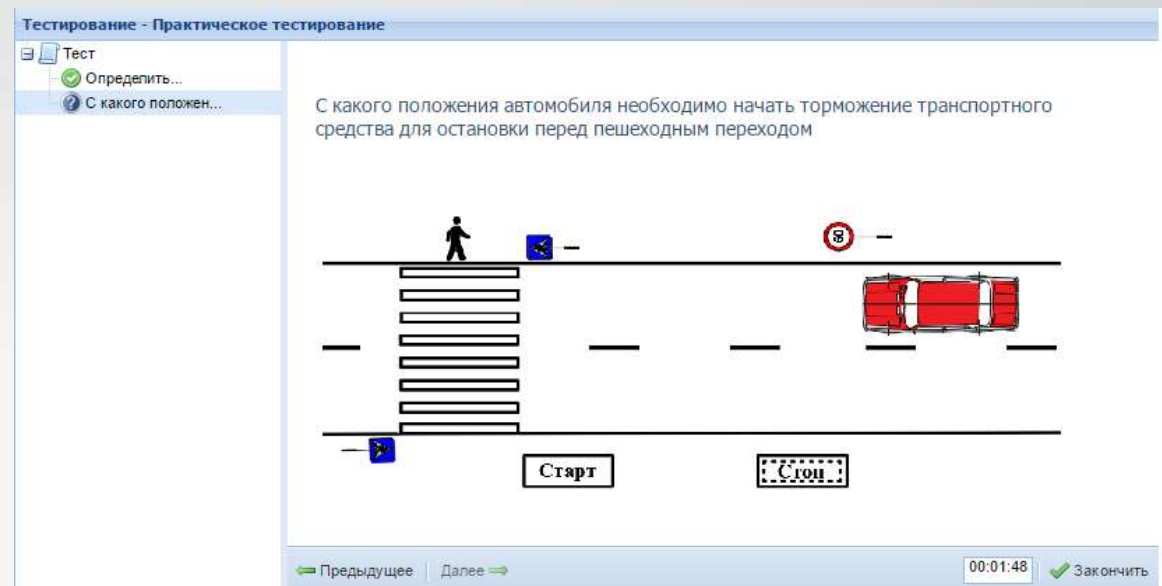 Тестирование - Практическое тестирование
Тест
Определить...
С какого положен...
С какого положения автомобиля необходимо начать торможение транспортного
средства для остановки перед пешеходным переходом
60
Старт
Стоп
Предыдущее
Далее
00:01:48
Закончить